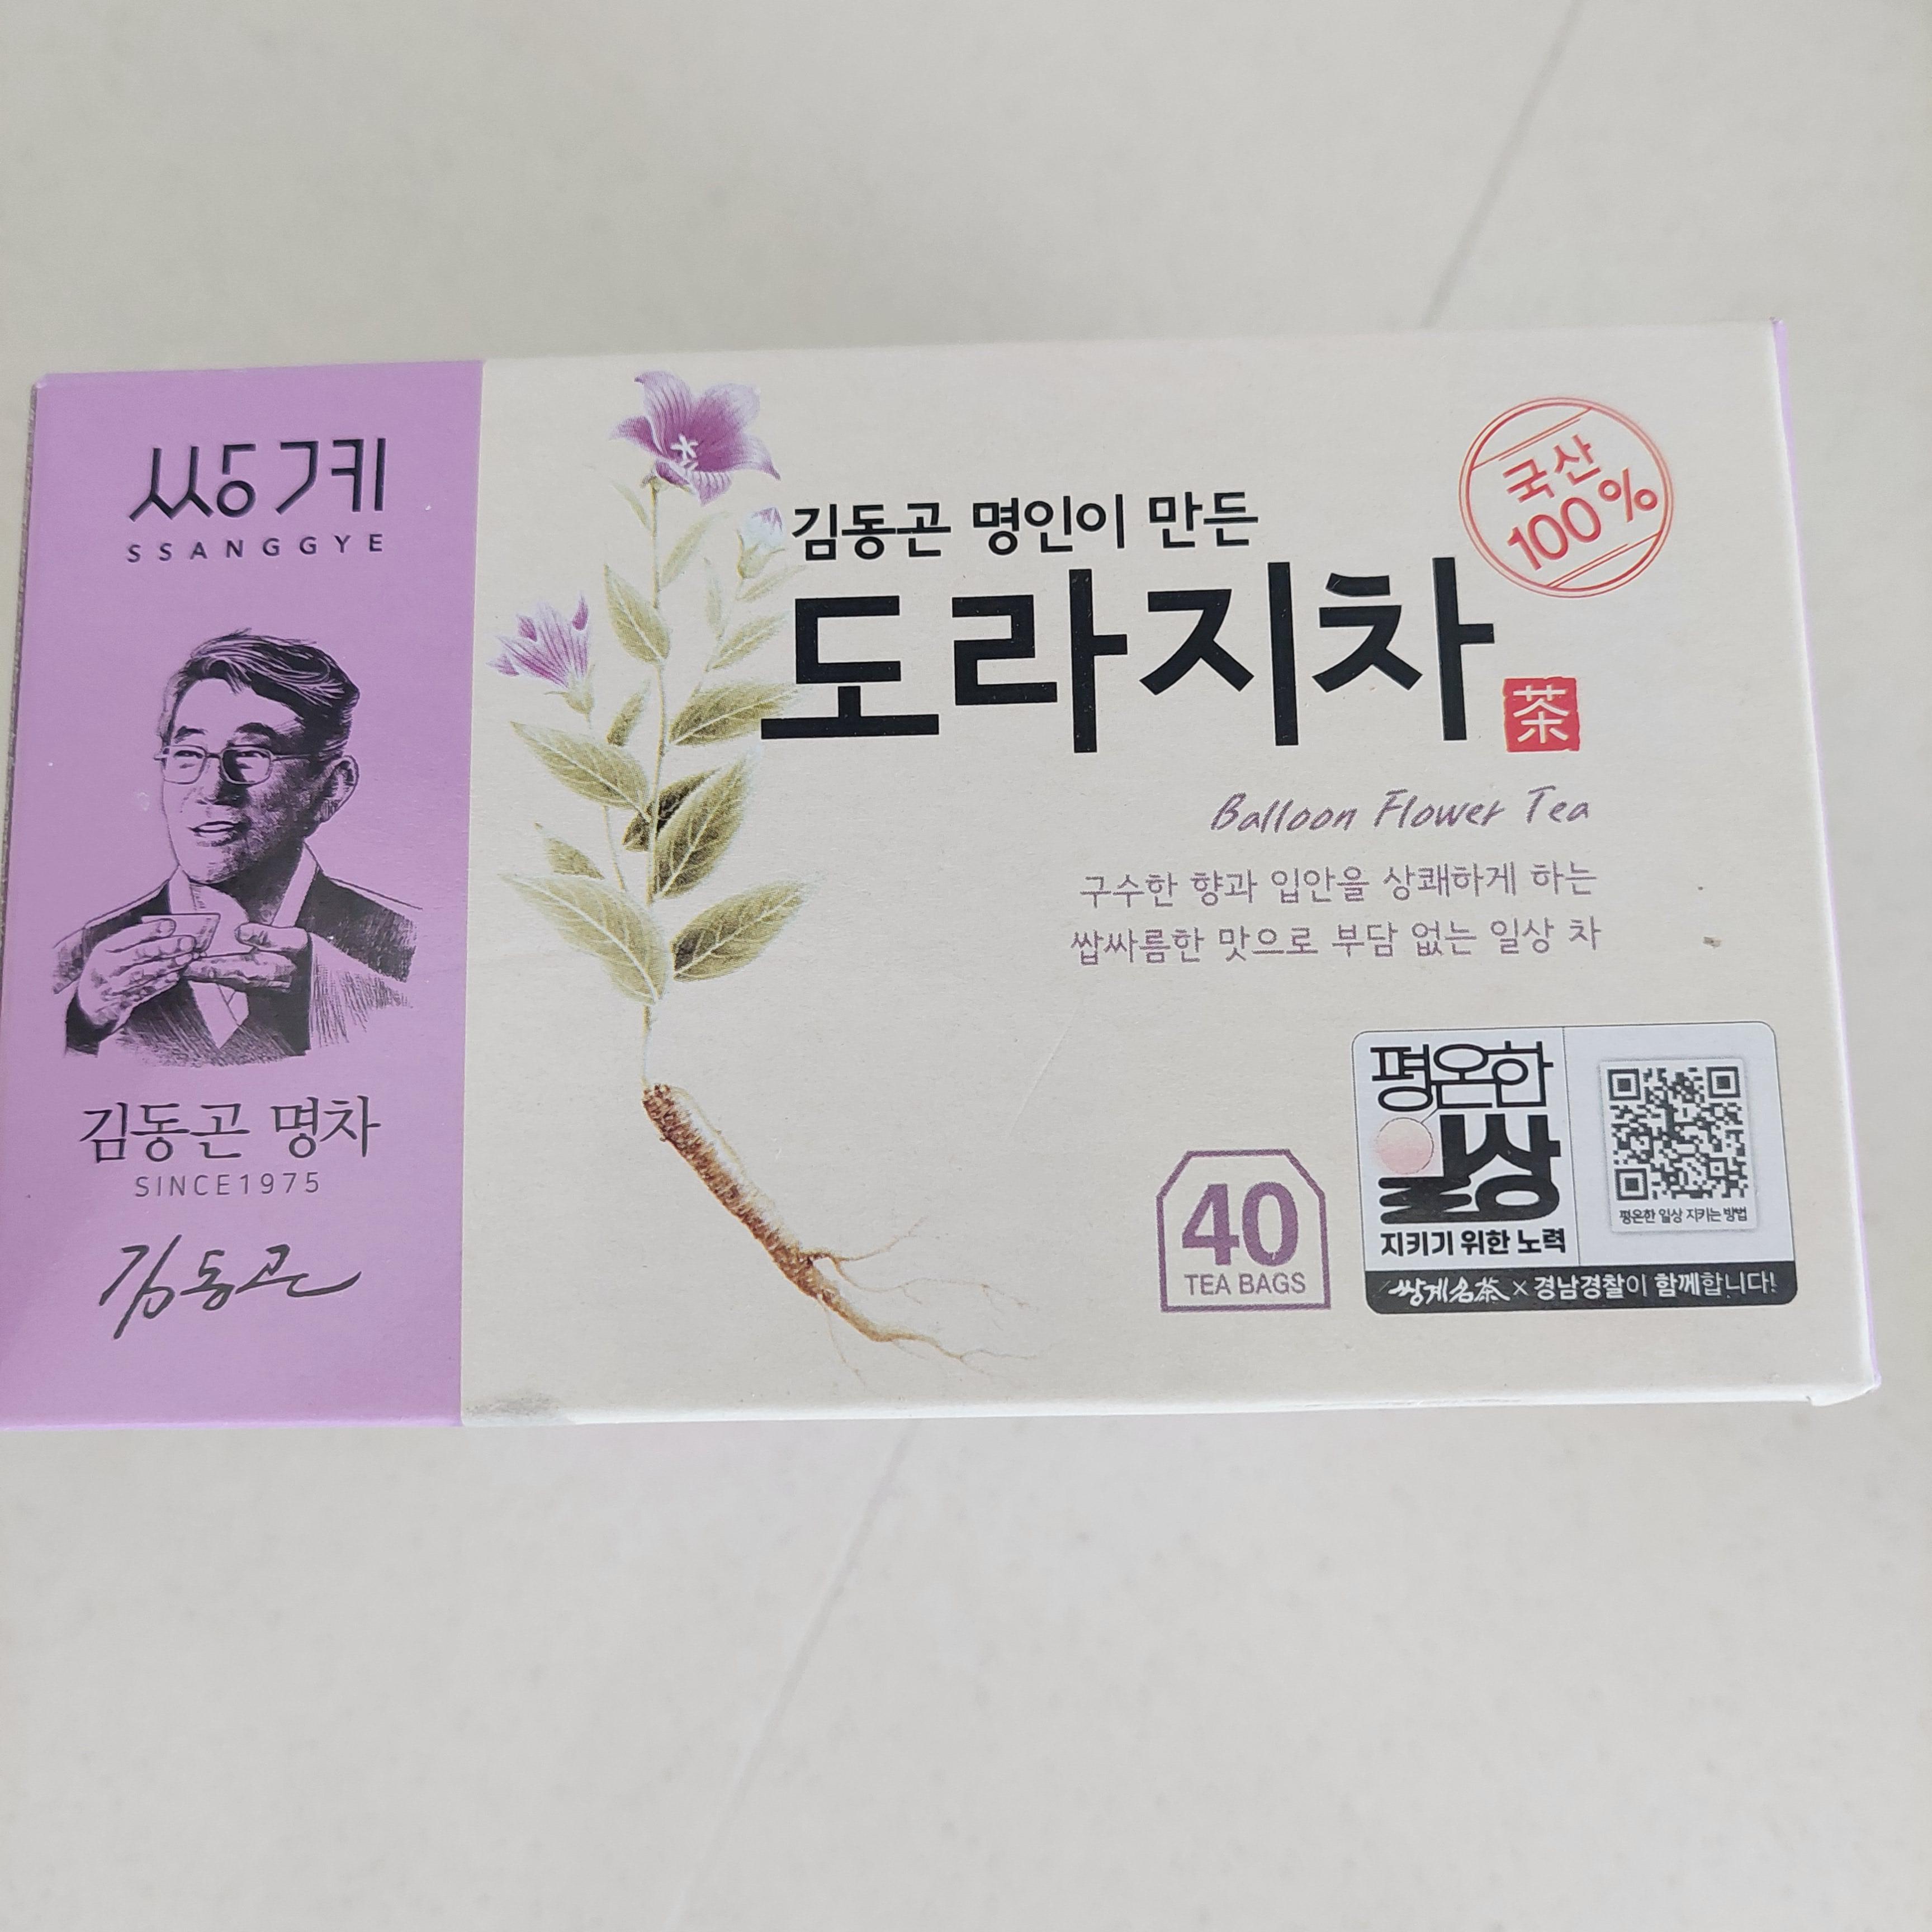 쌍계
SSANGGYE
김동곤 명차
SINCE1975
김동곤
김동곤 명인이 만든
도라지차
茶
국산
100%
Balloon Flower Tea
구수한 향과 입안을 상쾌하게 하는
쌉싸름한 맛으로 부담 없는 일상 차
40
TEA BAGS
평온한
일상
지키기 위한 노력
평온한 일상 지키는 방법
쌍계名茶 × 경남경찰이 함께합니다!